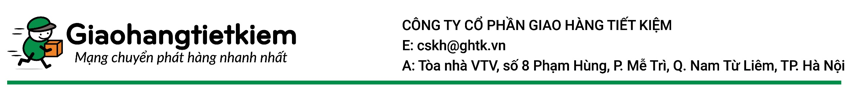 Giaohangtietkiem
Mạng chuyển phát hàng nhanh nhất
CÔNG TY CỔ PHẦN GIAO HÀNG TIẾT KIỆM
E: cskh@ghtk.vn
A: Tòa nhà VTV, số 8 Phạm Hùng, P. Mễ Trì, Q. Nam Từ Liêm, TP. Hà Nội